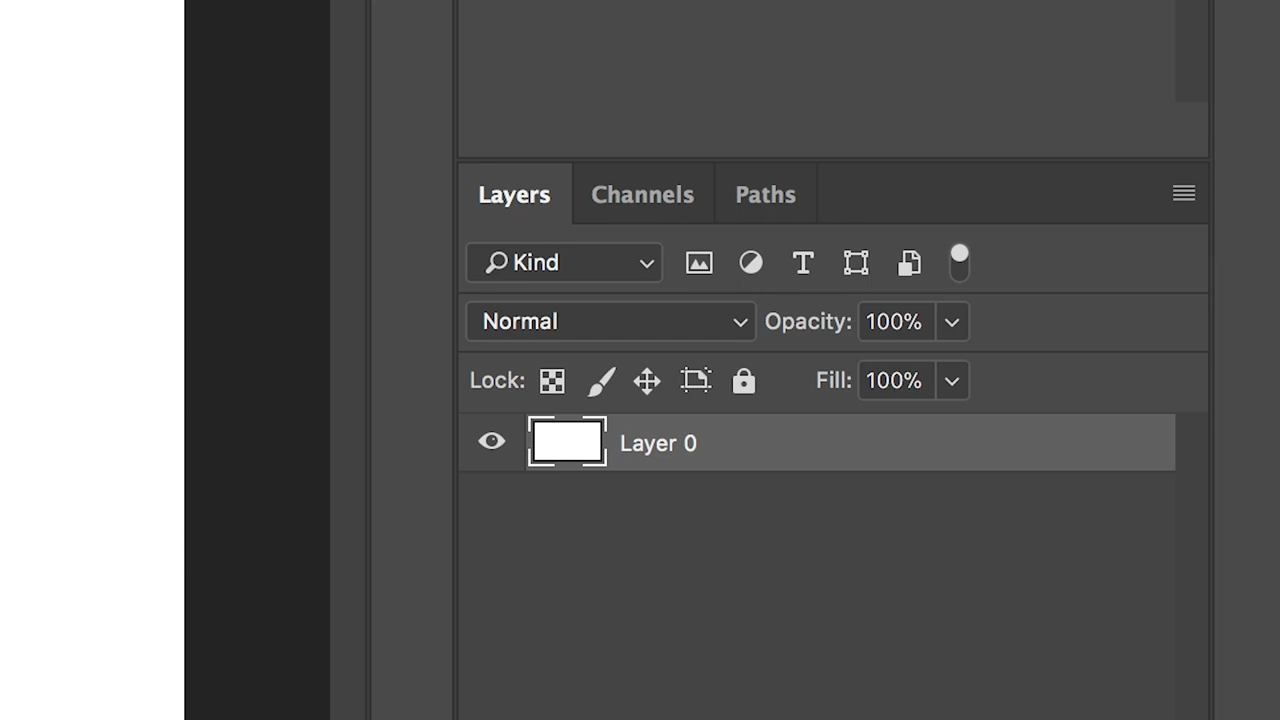 Layers Channels Paths
Kind
Normal Opacity: 100%
Lock: Fill: 100%
Layer 0